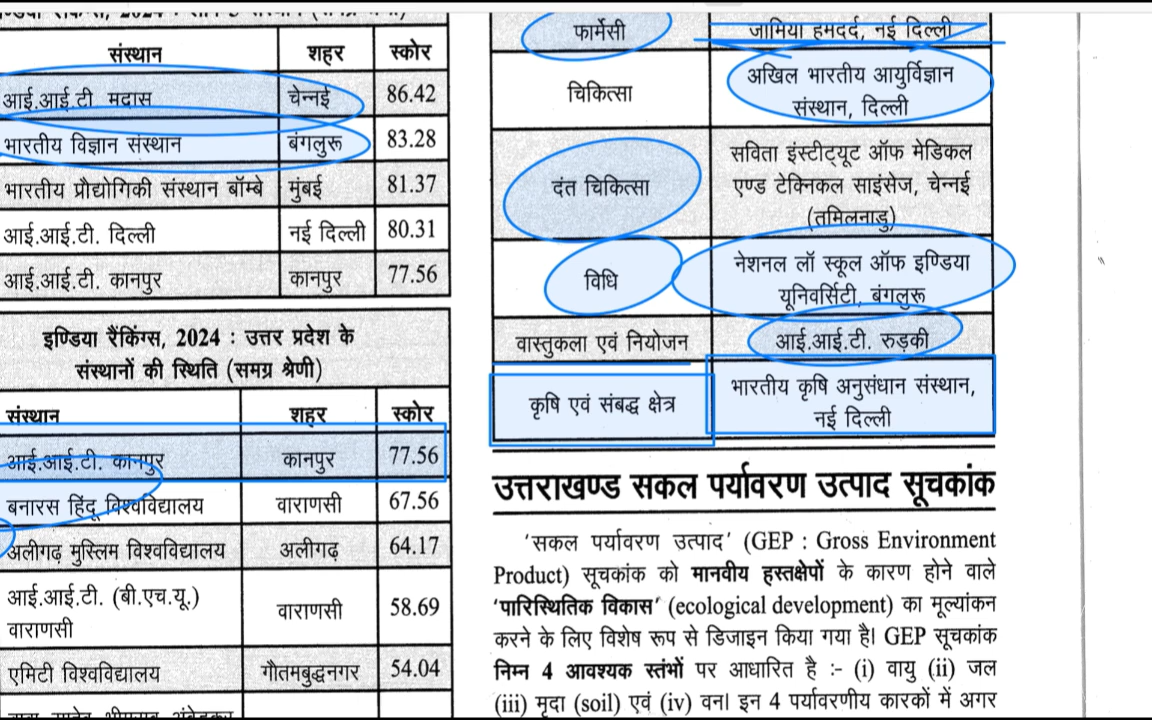 इण्डिया रैंकिंग्स, 2024 :
संस्थान शहर स्कोर
आई.आई.टी मद्रास चेन्नई 86.42
भारतीय विज्ञान संस्थान बंगलुरू 83.28
भारतीय प्रौद्योगिकी संस्थान बॉम्बे मुंबई 81.37
आई.आई.टी. दिल्ली नई दिल्ली 80.31
आई.आई.टी. कानपुर कानपुर 77.56
इण्डिया रैंकिंग्स, 2024 : उत्तर प्रदेश के
संस्थानों की स्थिति (समग्र श्रेणी)
संस्थान शहर स्कोर
आई.आई.टी. कानपुर कानपुर 77.56
बनारस हिंदू विश्वविद्यालय वाराणसी 67.56
अलीगढ़ मुस्लिम विश्वविद्यालय अलीगढ़ 64.17
आई.आई.टी. (बी.एच.यू.)
वाराणसी वाराणसी 58.69
एमिटी विश्वविद्यालय गौतमबुद्धनगर 54.04
फार्मेसी जामिया हमदर्द, नई दिल्ली
चिकित्सा अखिल भारतीय आयुर्विज्ञान
संस्थान, दिल्ली
दंत चिकित्सा सविता इंस्टीट्यूट ऑफ मेडिकल
एण्ड टेक्निकल साइंसेज, चेन्नई
(तमिलनाडु)
विधि नेशनल लॉ स्कूल ऑफ इण्डिया
यूनिवर्सिटी, बंगलुरू
वास्तुकला एवं नियोजन आई.आई.टी. रुड़की
कृषि एवं संबद्ध क्षेत्र भारतीय कृषि अनुसंधान संस्थान,
नई दिल्ली
उत्तराखण्ड सकल पर्यावरण उत्पाद सूचकांक
'सकल पर्यावरण उत्पाद' (GEP : Gross Environment
Product) सूचकांक को मानवीय हस्तक्षेपों के कारण होने वाले
'पारिस्थितिक विकास' (ecological development) का मूल्यांकन
करने के लिए विशेष रूप से डिजाइन किया गया है। GEP सूचकांक
निम्न 4 आवश्यक स्तंभों पर आधारित है :- (i) वायु (ii) जल
(iii) मृदा (soil) एवं (iv) वन। इन 4 पर्यावरणीय कारकों में अगर